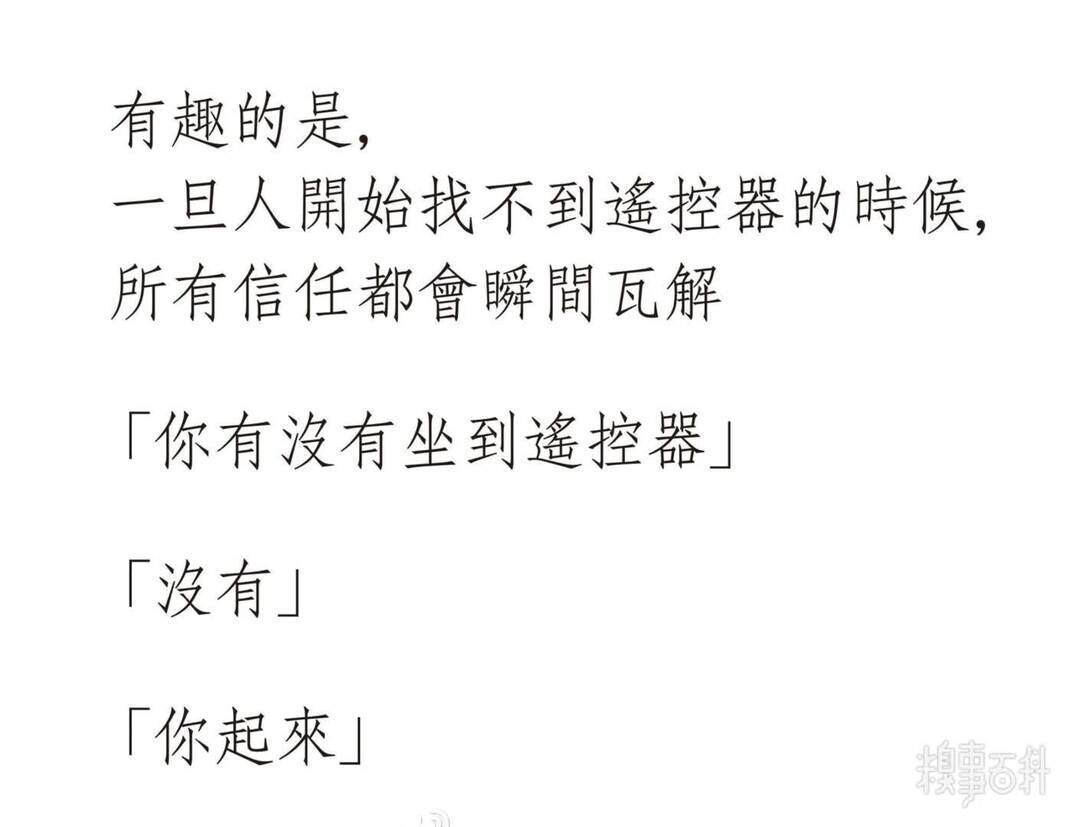 有趣的是,
一旦人開始找不到遙控器的時候,
所有信任都會瞬間瓦解
「你有沒有坐到遙控器」
「沒有」
「你起來」
糗事百科